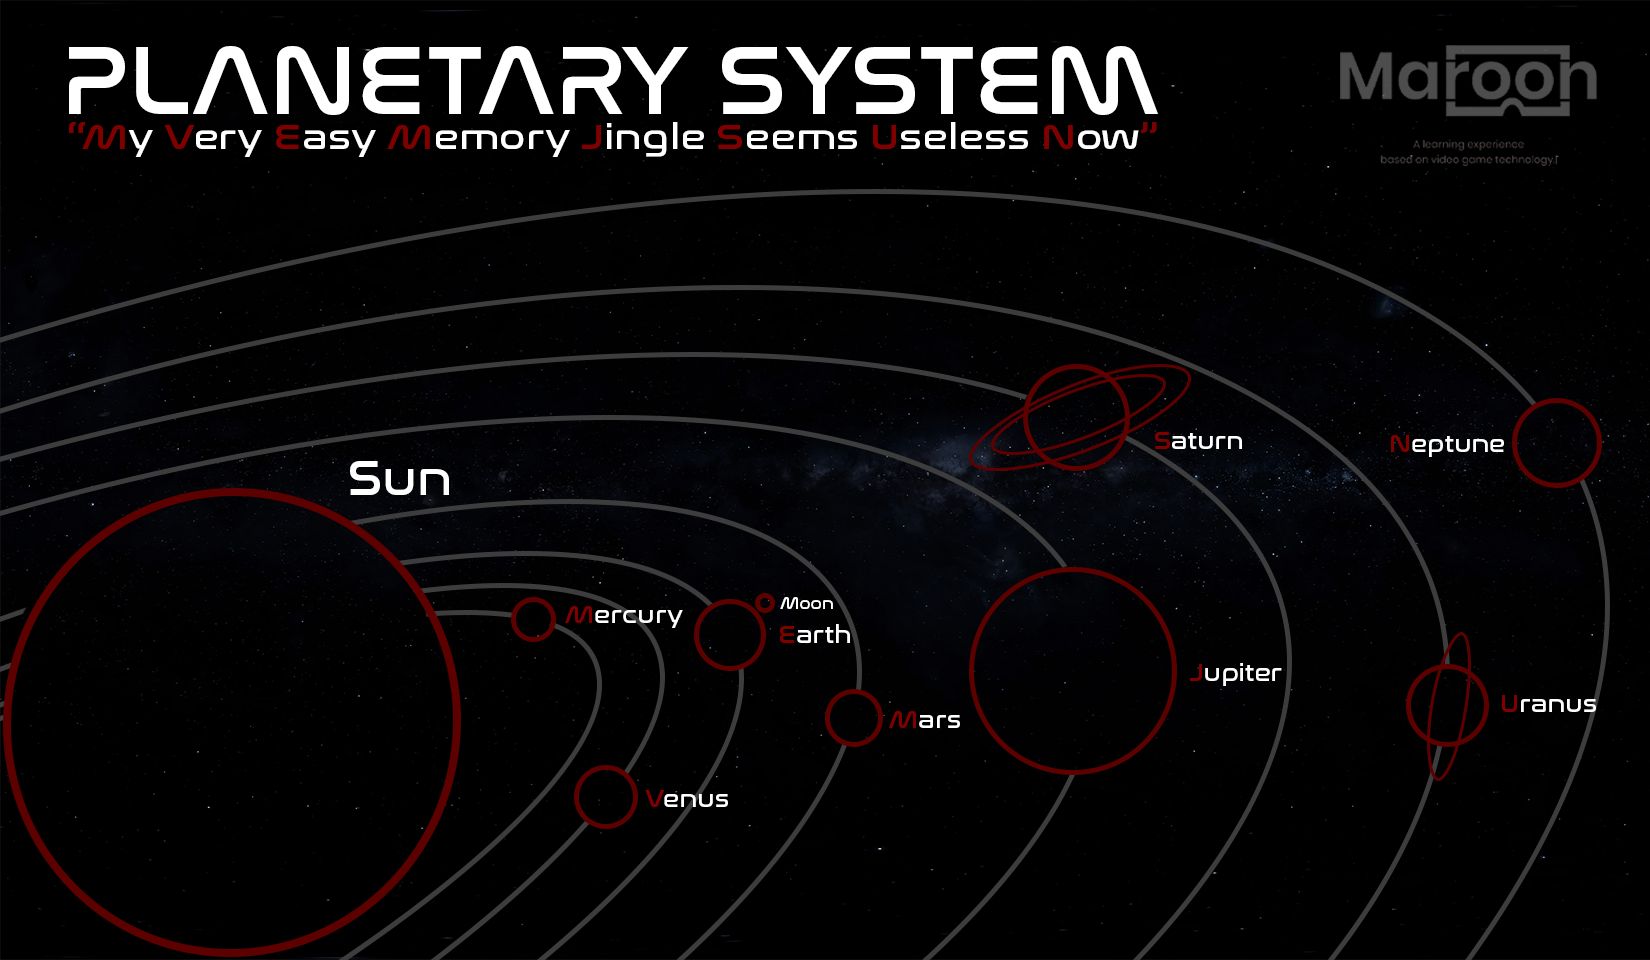 PLANETARY SYSTEM
"My Very Easy Memory Jingle Seems Useless Now"
Maroon
A learning experience
based on video game technology!
Sun
Saturn
Neptune
Moon
Mercury
Earth
Jupiter
Uranus
Mars
Venus